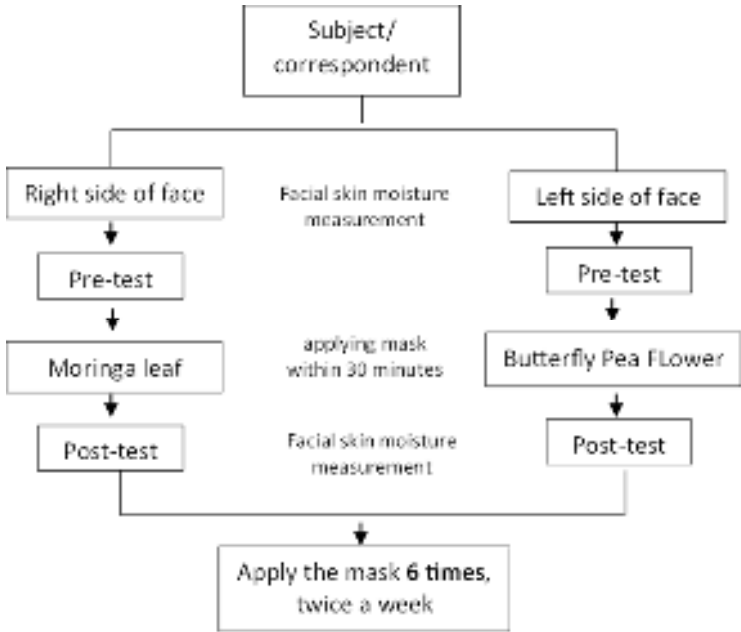 Subject/
correspondent
Right side of face
Facial skin moisture
measurement
Left side of face
Pre-test
Pre-test
Moringa leaf
applying mask
within 30 minutes
Butterfly Pea FLower
Post-test
Facial skin moisture
measurement
Post-test
Apply the mask 6 times,
twice a week